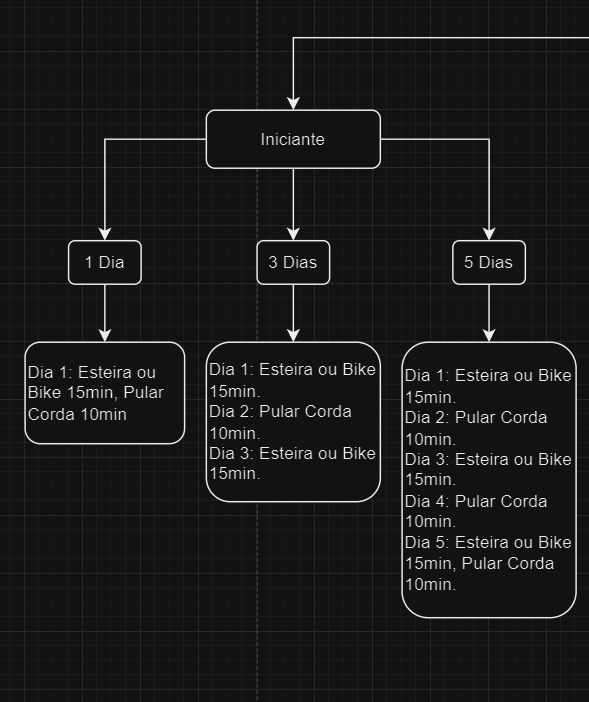 Iniciante
1 Dia
3 Dias
5 Dias
Dia 1: Esteira ou
Bike 15min, Pular
Corda 10min
Dia 1: Esteira ou Bike
15min.
Dia 2: Pular Corda
10min.
Dia 3: Esteira ou Bike
15min.
Dia 1: Esteira ou Bike
15min.
Dia 2: Pular Corda
10min.
Dia 3: Esteira ou Bike
15min.
Dia 4: Pular Corda
10min.
Dia 5: Esteira ou Bike
15min, Pular Corda
10min.